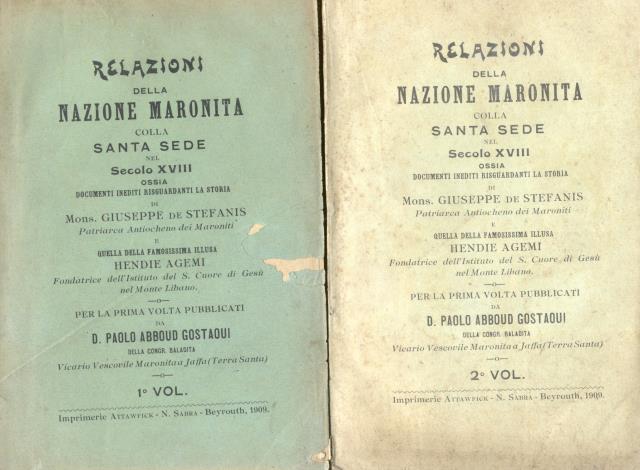 RELAZIONI
DELLA
NAZIONE MARONITA
COLLA
SANTA SEDE
NEL
Secolo XVIII
OSSIA
DOCUMENTI INEDITI RISGUARDANTI LA STORIA
DI
Mons. GIUSEPPE DE STEFANIS
Patriarca Antiocheno dei Maroniti
E
QUELLA DELLA FAMOSISSIMA ILLUSA
HENDIE AGEMI
Fondatrice dell'Istituto del S. Cuore di Gesù
nel Monte Libano.
PER LA PRIMA VOLTA PUBBLICATI
DA
D. PAOLO ABBOUD GOSTAOUI
DELLA CONGR. BALADITA
Vicario Vescovile Maronita a Jaffa (Terra Santa)
1º VOL.
Imprimerie ATTAWFICK - N. SABRA - Beyrouth, 1909.
RELAZIONI
DELLA
NAZIONE MARONITA
COLLA
SANTA SEDE
NEL
Secolo XVIII
OSSIA
DOCUMENTI INEDITI RISGUARDANTI LA STORIA
DI
Mons. GIUSEPPE DE STEFANIS
Patriarca Antiocheno dei Maroniti
E
QUELLA DELLA FAMOSISSIMA ILLUSA
HENDIE AGEMI
Fondatrice dell'Istituto del S. Cuore di Gesù
nel Monte Libano.
PER LA PRIMA VOLTA PUBBLICATI
DA
D. PAOLO ABBOUD GOSTAOUI
DELLA CONGR. BALADITA
Vicario Vescovile Maronita a Jaffa (Terra Santa)
2º VOL.
Imprimerie ATTAWFICK - N. SABRA - Beyrouth, 1909.